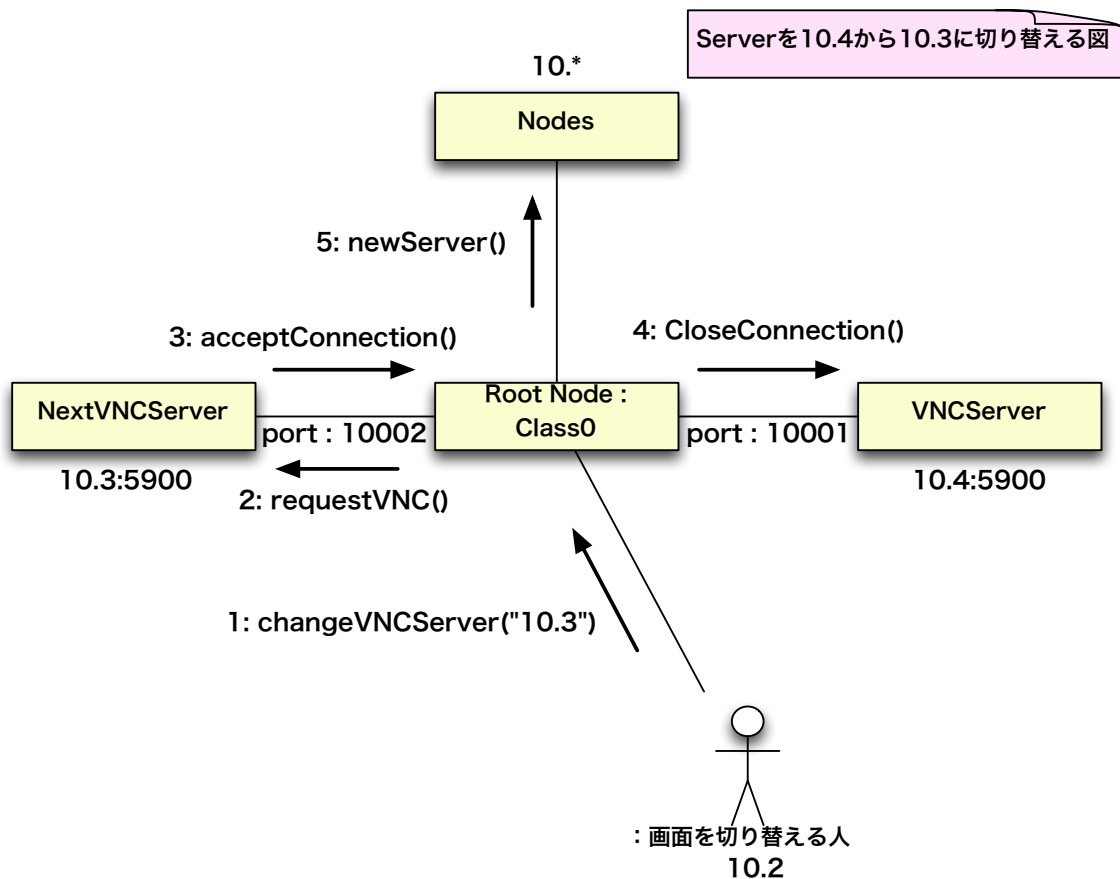 Serverを10.4から10.3に切り替える図
10.*
Nodes
5: newServer()
3: acceptConnection()
4: CloseConnection()
NextVNCServer
Root Node :
Class0
VNCServer
port : 10002
port : 10001
10.3:5900
10.4:5900
2: requestVNC()
1: changeVNCServer("10.3")
: 画面を切り替える人
10.2